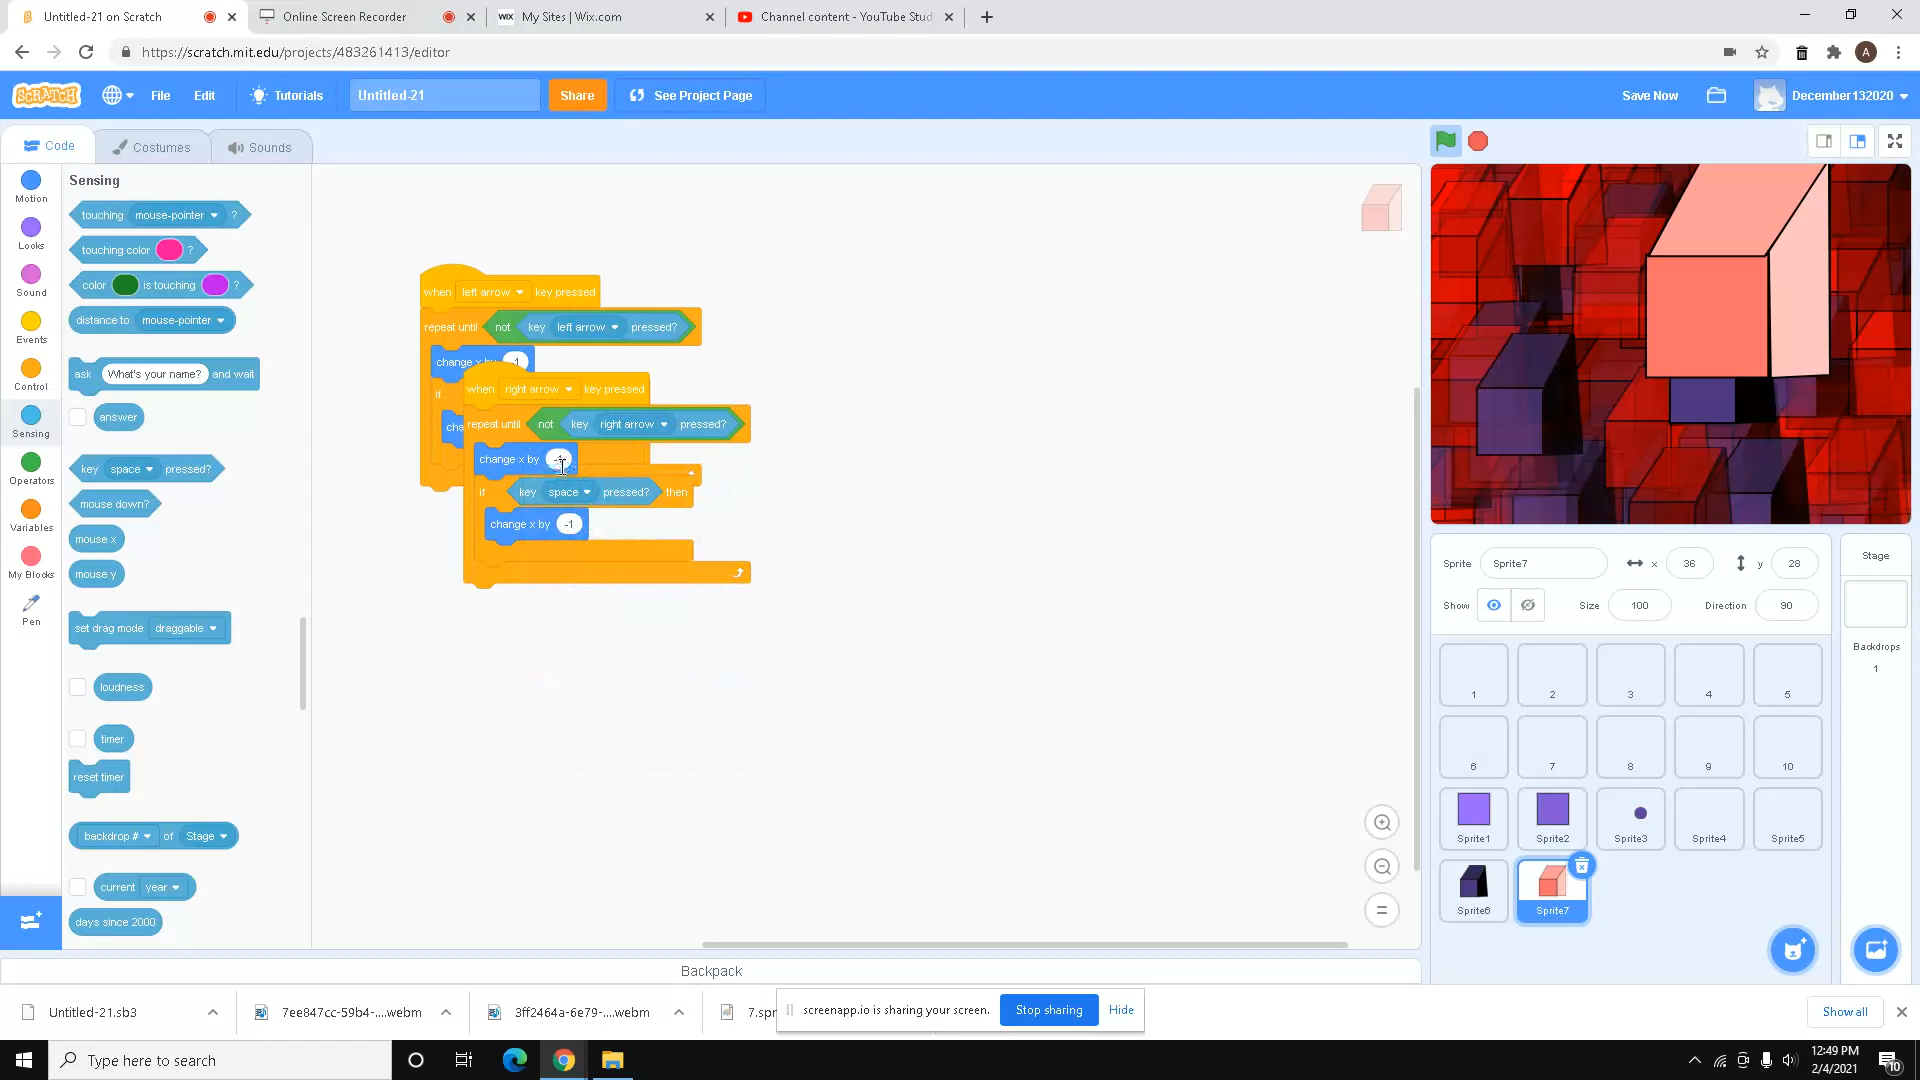 Untitled-21 on Scratch
Online Screen Recorder
WIX My Sites | Wix.com
Channel content - YouTube Stud
https://scratch.mit.edu/projects/483261413/editor
A
SCRATCH File Edit Tutorials Untitled-21 Share See Project Page Save Now December132020
Code Costumes Sounds
Motion
Looks
Sound
Events
Control
Sensing
Operators
Variables
My Blocks
Pen
Sensing
touching mouse-pointer ?
touching color ?
color is touching ?
distance to mouse-pointer
ask What's your name? and wait
answer
key space pressed?
mouse down?
mouse x
mouse y
set drag mode draggable
loudness
timer
reset timer
backdrop # of Stage
current year
days since 2000
when left arrow key pressed
repeat until not key left arrow pressed?
change x by
if
when right arrow key pressed
repeat until not key right arrow pressed?
change x by -1
if key space pressed? then
change x by -1
Sprite Sprite7 x 36 y 28
Show Size 100 Direction 90
Stage
Backdrops
1
1 2 3 4 5
6 7 8 9 10
Sprite1 Sprite2 Sprite3 Sprite4 Sprite5
Sprite6 Sprite7
Backpack
Untitled-21.sb3
7ee847cc-59b4-....webm
3ff2464a-6e79-....webm
7.spr
screenapp.io is sharing your screen. Stop sharing Hide
Show all
Type here to search
12:49 PM
2/4/2021
10